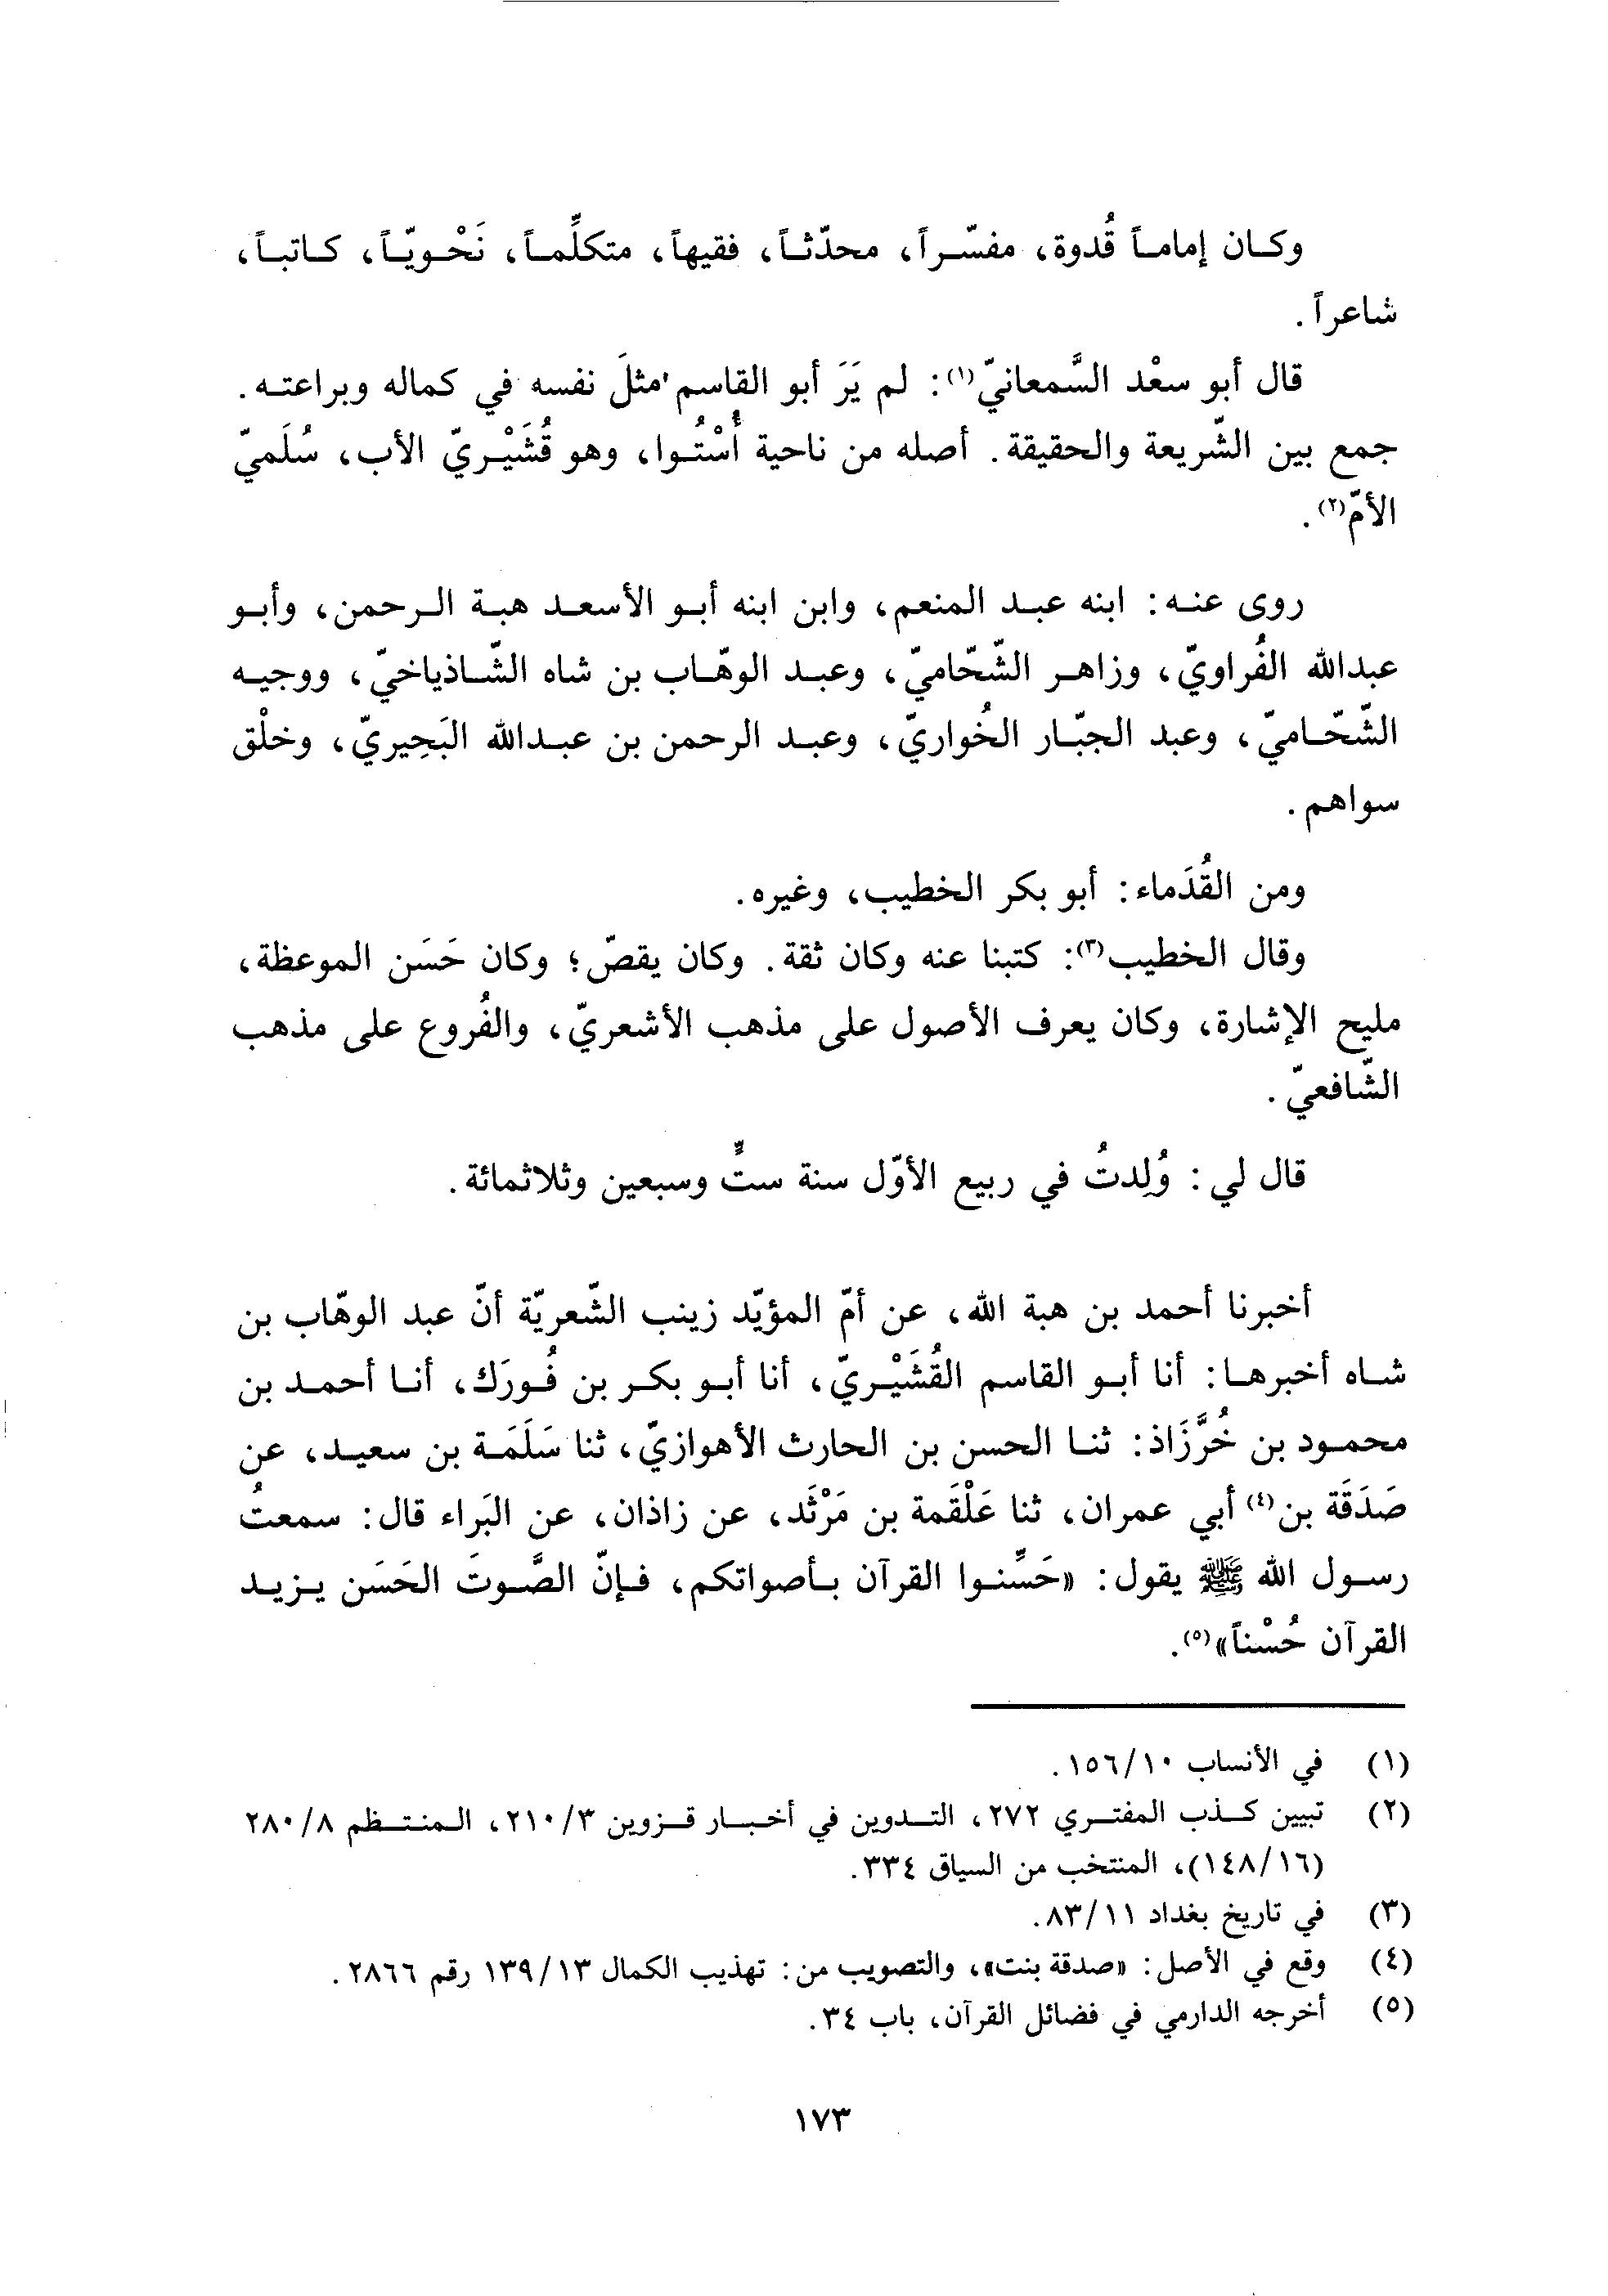 وكان إماماً قُدوة، مفسّراً، محدّثاً، فقيهاً، متكلِّماً، نَحْويّاً، كاتباً،
شاعراً.
قال أبو سعْد السَّمعانيّ(١): لم يَرَ أبو القاسم مثلَ نفسه في كماله وبراعته.
جمع بين الشّريعة والحقيقة. أصله من ناحية أُسْتُوا، وهو قُشَيْريّ الأب، سُلَميّ
الأمّ(٢).
روى عنه: ابنه عبد المنعم، وابن ابنه أبو الأسعد هبة الرحمن، وأبو
عبدالله الفُراويّ، وزاهر الشّحّاميّ، وعبد الوهّاب بن شاه الشّاذياخيّ، ووجيه
الشّحّاميّ، وعبد الجبّار الخُواريّ، وعبد الرحمن بن عبدالله البَحِيريّ، وخلْق
سواهم.
ومن القُدَماء: أبو بكر الخطيب، وغيره.
وقال الخطيب(٣): كتبنا عنه وكان ثقة. وكان يقصّ؛ وكان حَسَن الموعظة،
مليح الإشارة، وكان يعرف الأصول على مذهب الأشعريّ، والفُروع على مذهب
الشّافعيّ.
قال لي: وُلِدتُ في ربيع الأوّل سنة ستٍّ وسبعين وثلاثمائة.
أخبرنا أحمد بن هبة الله، عن أمّ المؤيّد زينب الشّعريّة أنّ عبد الوهّاب بن
شاه أخبرها: أنا أبو القاسم القُشَيْريّ، أنا أبو بكر بن فُورَك، أنا أحمد بن
محمود بن خُرَّزَاذ: ثنا الحسن بن الحارث الأهوازيّ، ثنا سَلَمَة بن سعيد، عن
صَدَقَة بن(٤) أبي عمران، ثنا عَلْقَمة بن مَرْثَد، عن زاذان، عن البَراء قال: سمعتُ
رسول الله ﷺ يقول: «حَسِّنوا القرآن بأصواتكم، فإنّ الصَّوتَ الحَسَن يزيد
القرآن حُسْناً»(٥).
(١) في الأنساب ١٥٦/١٠.
(٢) تبيين كذب المفتري ٢٧٢، التدوين في أخبار قزوين ٢١٠/٣، المنتظم ٢٨٠/٨
(١٤٨/١٦)، المنتخب من السياق ٣٣٤.
(٣) في تاريخ بغداد ٨٣/١١.
(٤) وقع في الأصل: «صدقة بنت»، والتصويب من: تهذيب الكمال ١٣٩/١٣ رقم ٢٨٦٦.
(٥) أخرجه الدارمي في فضائل القرآن، باب ٣٤.
١٧٣